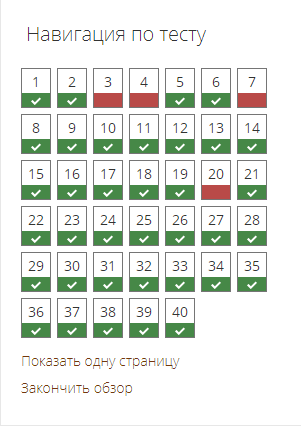 Навигация по тесту
1 2 3 4 5 6 7
8 9 10 11 12 13 14
15 16 17 18 19 20 21
22 23 24 25 26 27 28
29 30 31 32 33 34 35
36 37 38 39 40
Показать одну страницу
Закончить обзор